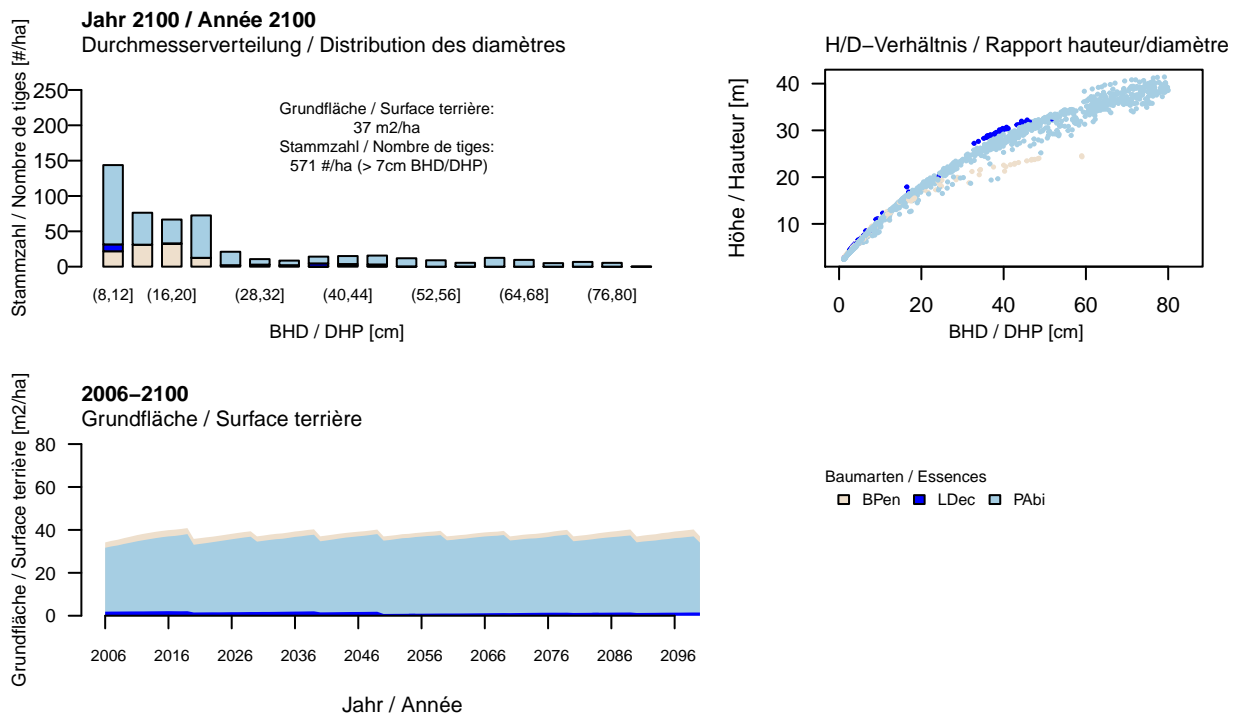 Jahr 2100 / Année 2100
Durchmesserverteilung / Distribution des diamètres
Stammzahl / Nombre de tiges [#/ha]
250
200
150
100
50
0
Grundfläche / Surface terrière:
37 m2/ha
Stammzahl / Nombre de tiges:
571 #/ha (> 7cm BHD/DHP)
(8,12] (16,20] (28,32] (40,44] (52,56] (64,68] (76,80]
BHD / DHP [cm]
H/D−Verhältnis / Rapport hauteur/diamètre
Höhe / Hauteur [m]
40
30
20
10
0 20 40 60 80
BHD / DHP [cm]
2006−2100
Grundfläche / Surface terrière
Grundfläche / Surface terrière [m2/ha]
80
60
40
20
0
2006 2016 2026 2036 2046 2056 2066 2076 2086 2096
Jahr / Année
Baumarten / Essences
BPen LDec PAbi